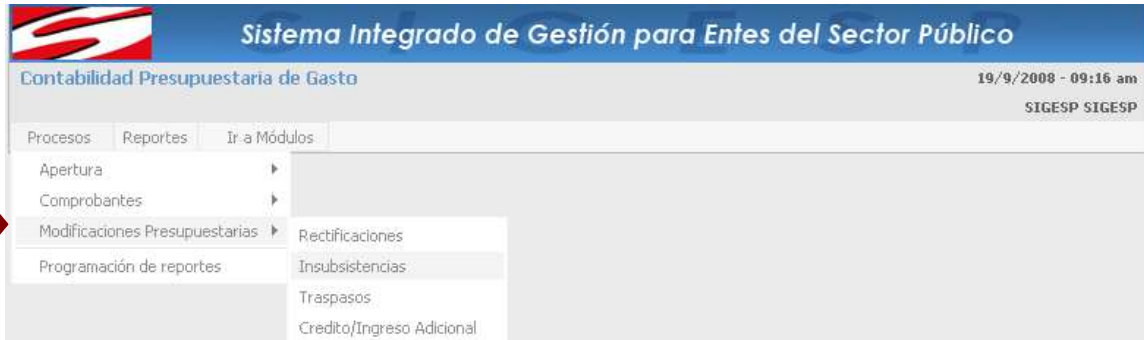 Sistema Integrado de Gestión para Entes del Sector Público
S I G E S P
Contabilidad Presupuestaria de Gasto
19/9/2008 - 09:16 am
SIGESP SIGESP
Procesos Reportes Ir a Módulos
Apertura
Comprobantes
Modificaciones Presupuestarias
Rectificaciones
Programación de reportes
Insubsistencias
Traspasos
Credito/Ingreso Adicional